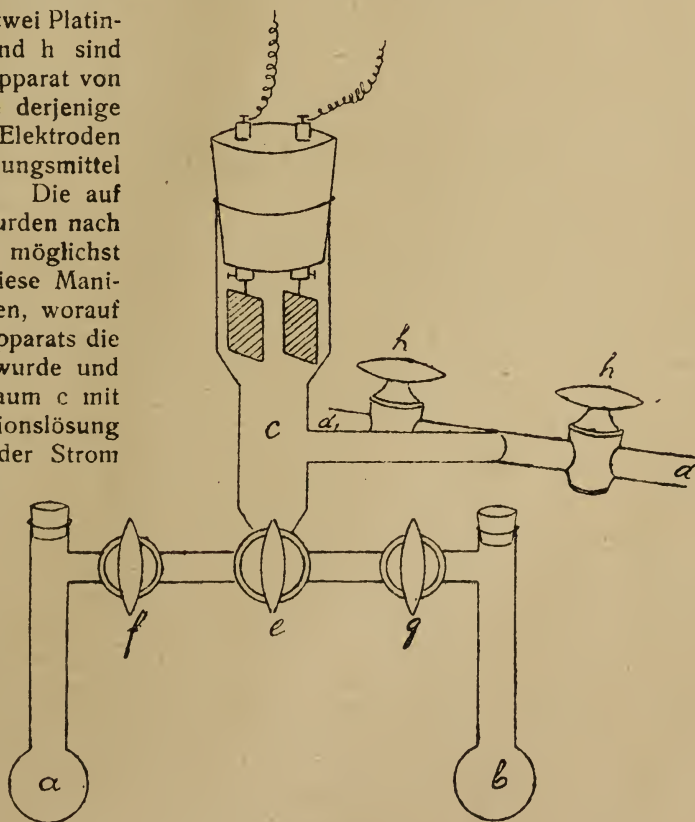 zwei Platin-
nd h sind
pparat von
derjenige
Elektroden
ungsmittel
Die auf
urden nach
möglichst
iese Mani-
en, worauf
pparats die
wurde und
aum c mit
ionslösung
der Strom
h
h
c
d,
d
f
e
g
a
b